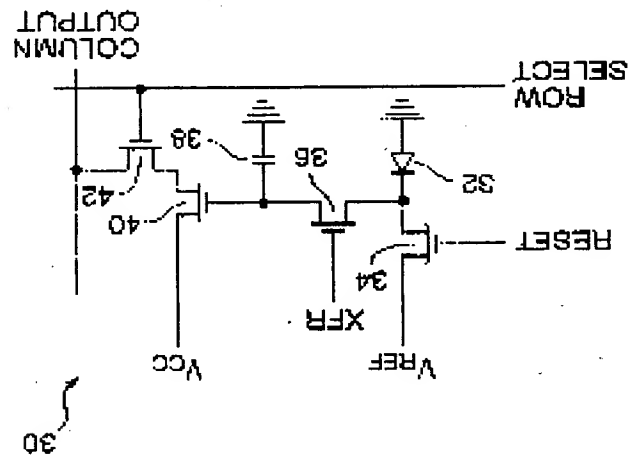 30
VREF
VCC
XFR
34
RESET
40
42
32
36
38
ROW
SELECT
COLUMN
OUTPUT